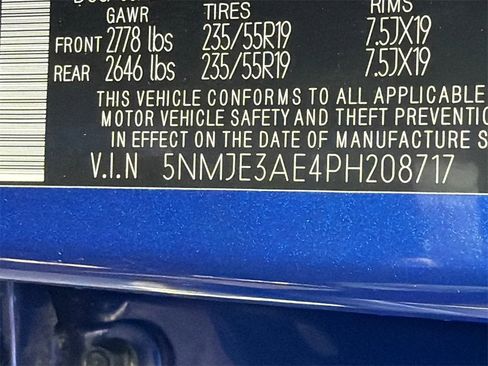 GAWR TIRES RIMS
FRONT 2778 lbs 235/55R19 7.5JX19
REAR 2646 lbs 235/55R19 7.5JX19
THIS VEHICLE CONFORMS TO ALL APPLICABLE
MOTOR VEHICLE SAFETY AND THEFT PREVENTIO
IN EFFECT ON THE DATE OF MANUFACTURE S
V.I.N 5NMJE3AE4PH208717